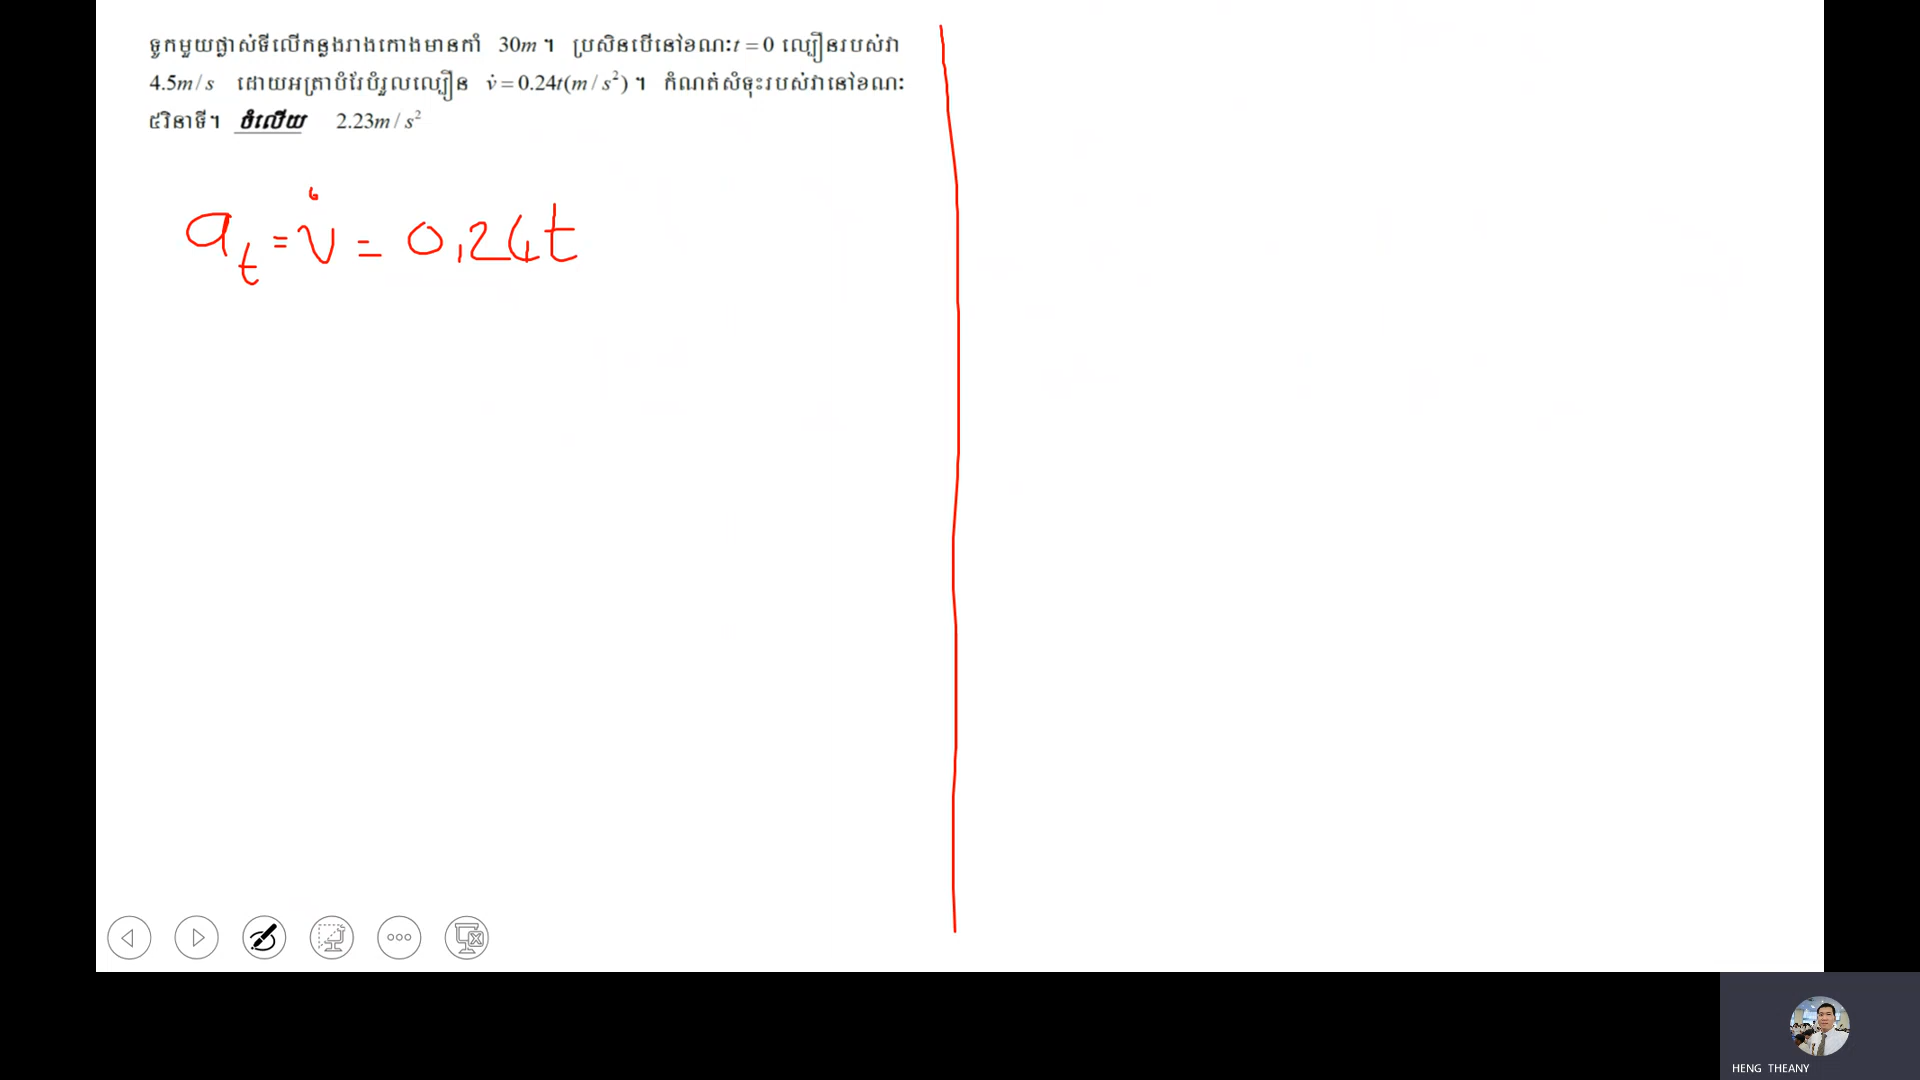 ទូកមួយផ្លាស់ទីលើកន្លងរាងកោងមានកាំ 30m ។ ប្រសិនបើនៅខណៈ t = 0 ល្បឿនរបស់វា
4.5m / s ដោយអត្រាបំរែបំរួលល្បឿន v̇ = 0.24t(m / s²) ។ កំណត់សំទុះរបស់វានៅខណៈ
៥វិនាទី។ ចំលើយ 2.23m / s²
aₜ = v̇ = 0,24t
HENG THEANY